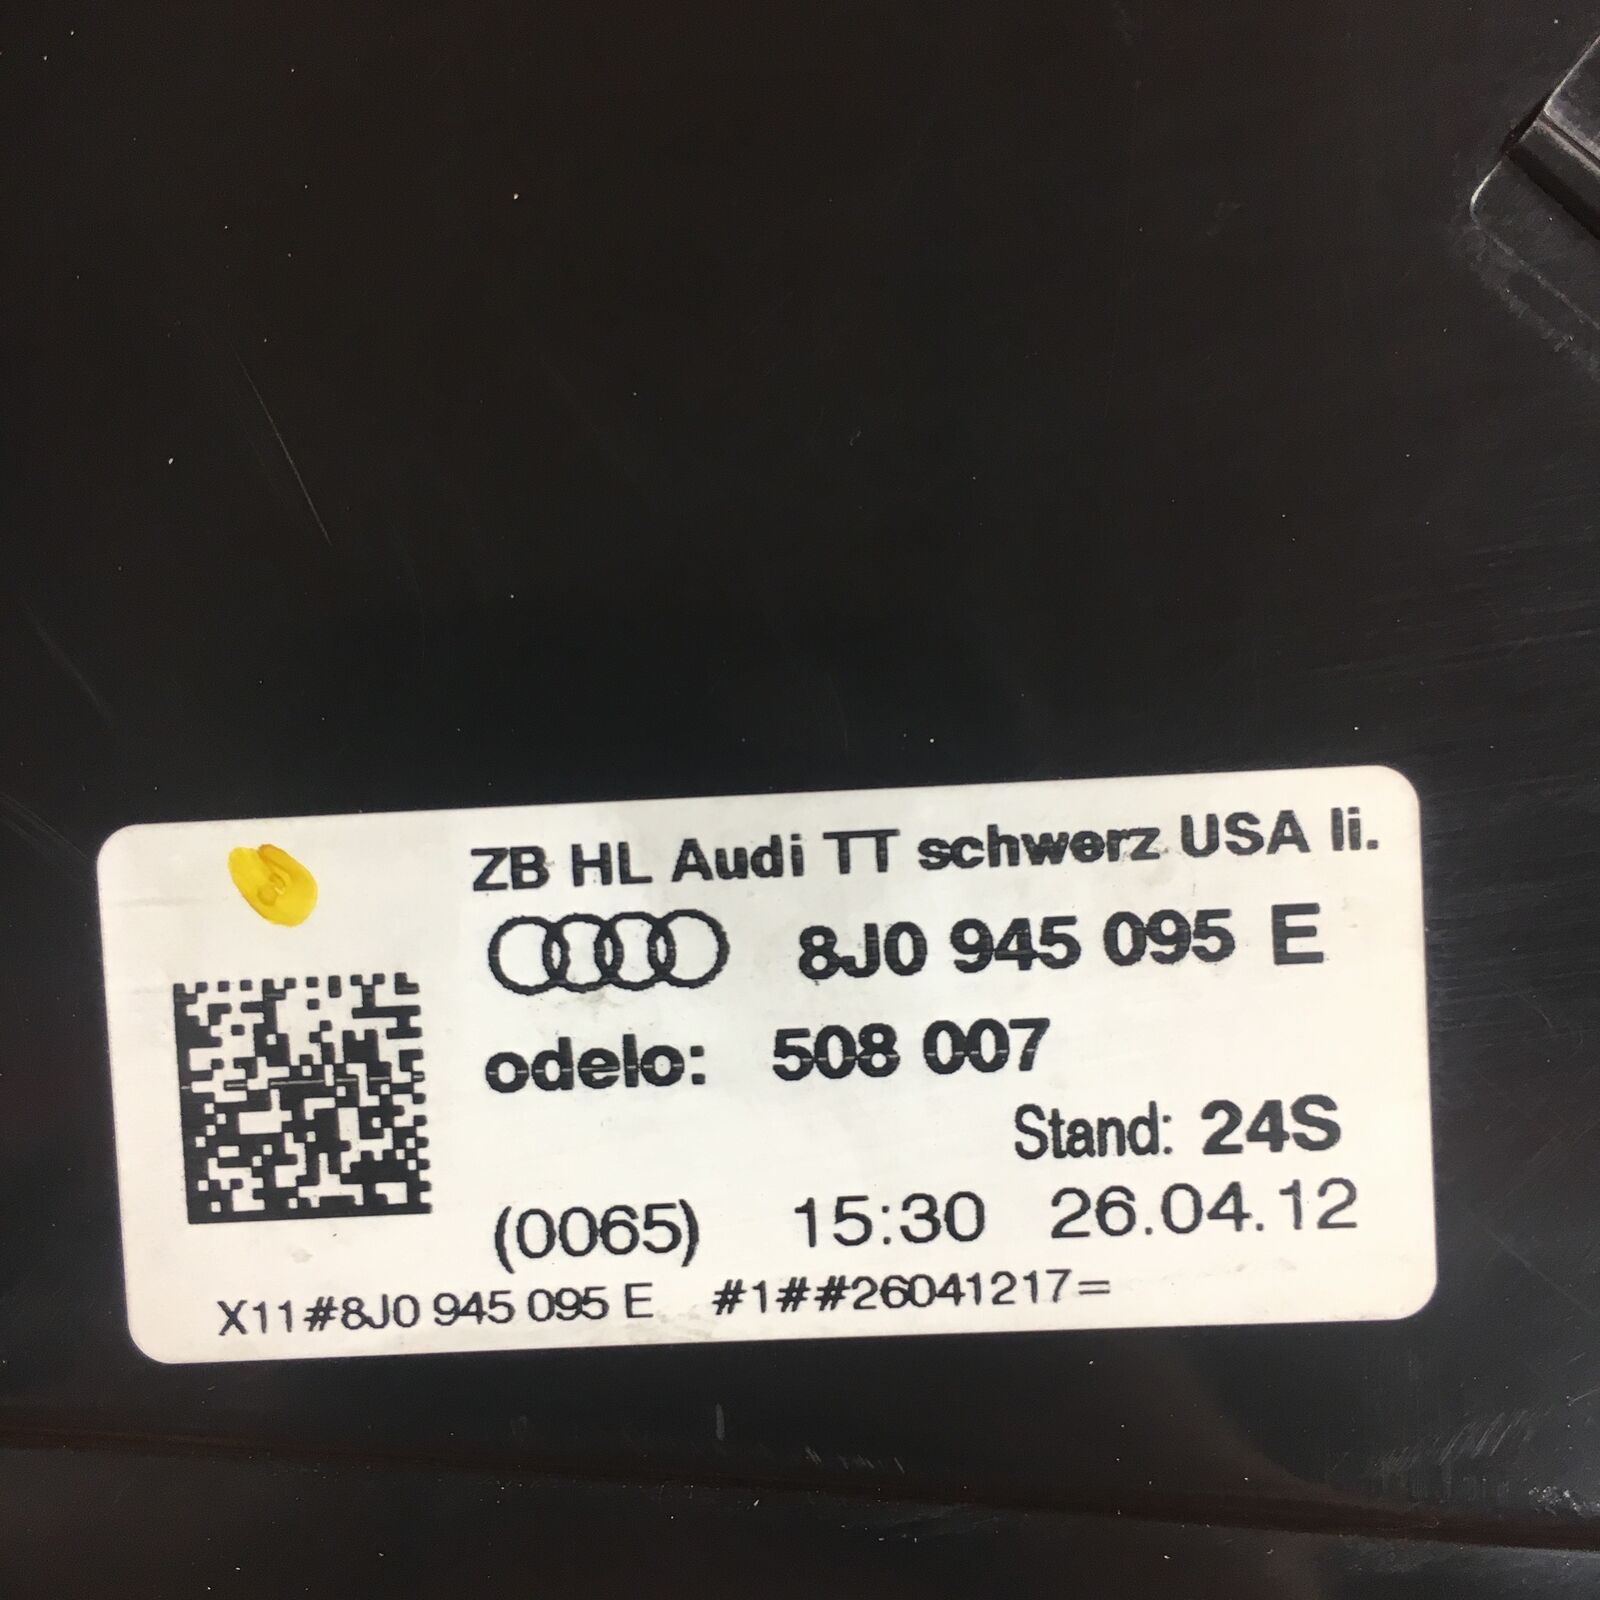 ZB HL Audi TT schwerz USA li.
8J0 945 095 E
odelo: 508 007
Stand: 24S
(0065) 15:30 26.04.12
X11#8J0 945 095 E #1##26041217=